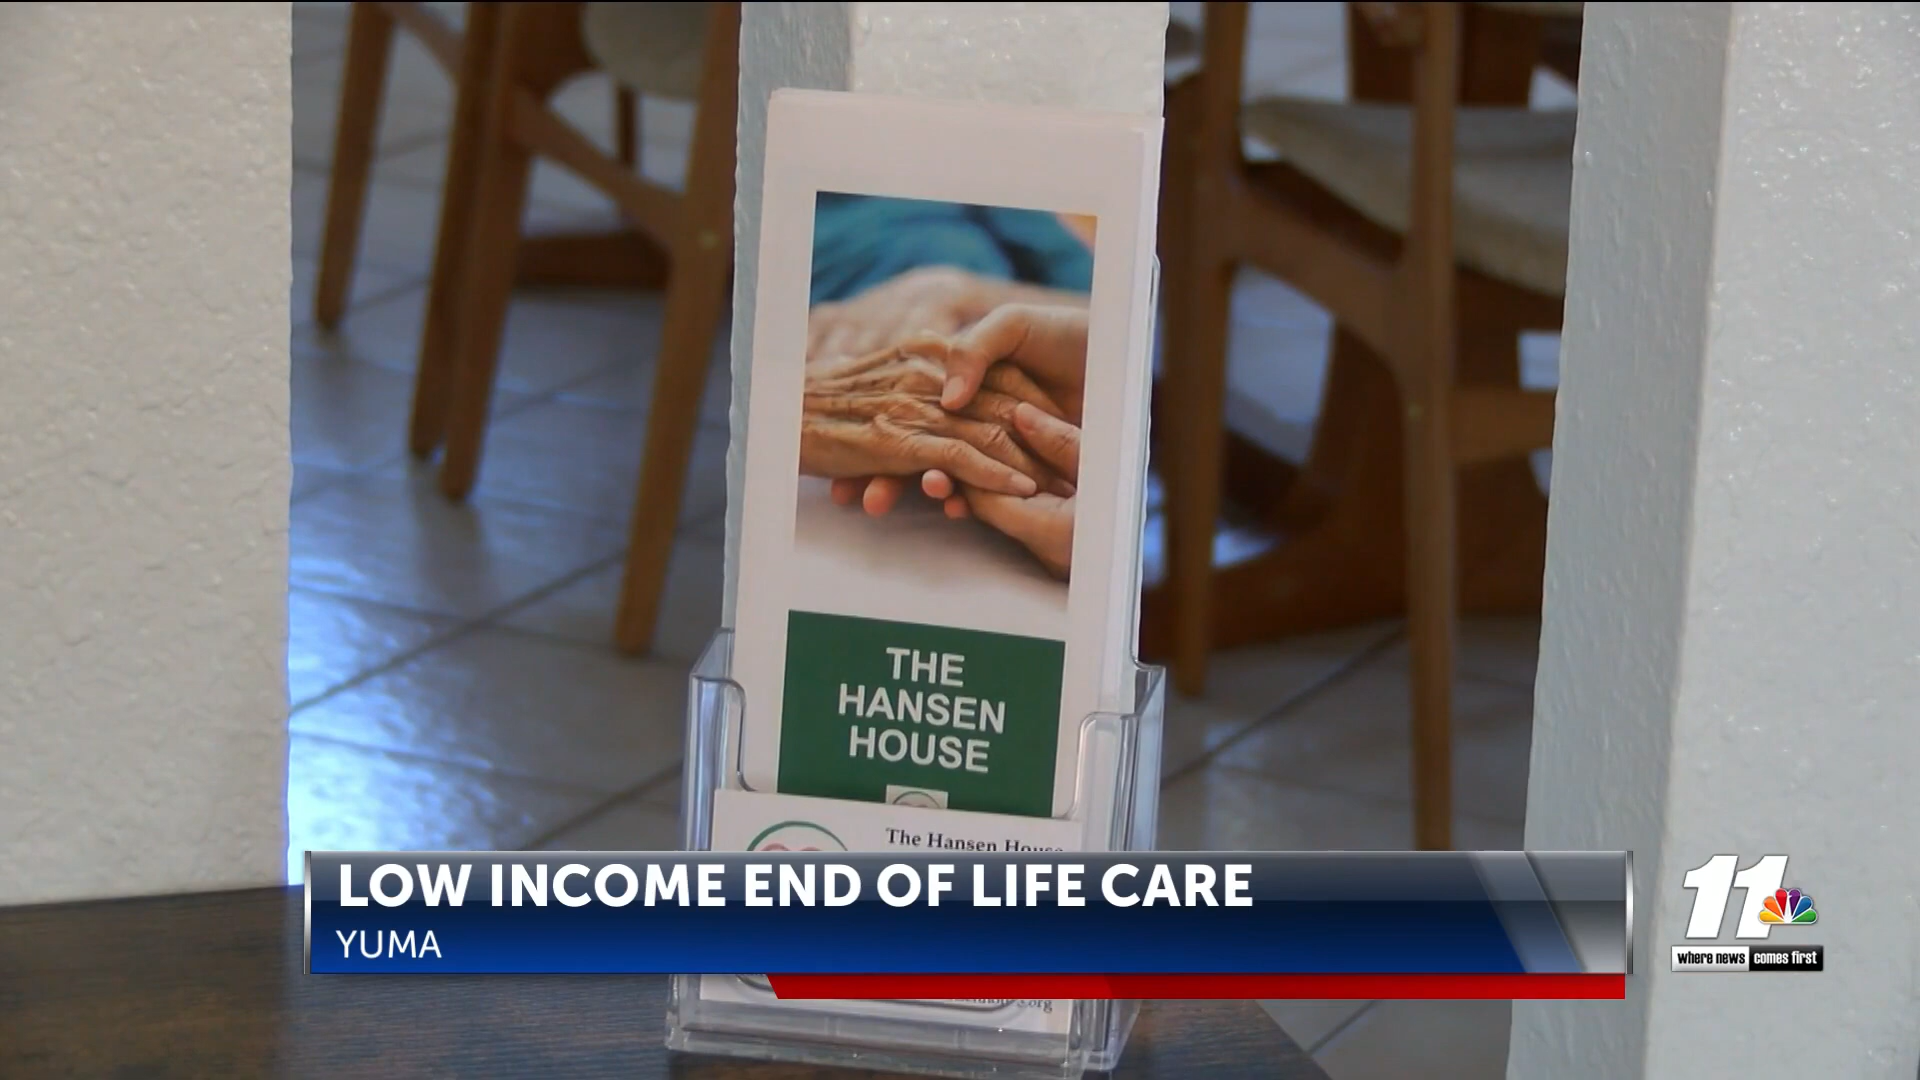 THE
HANSEN
HOUSE
The Hansen House
LOW INCOME END OF LIFE CARE
YUMA
11
where news comes first